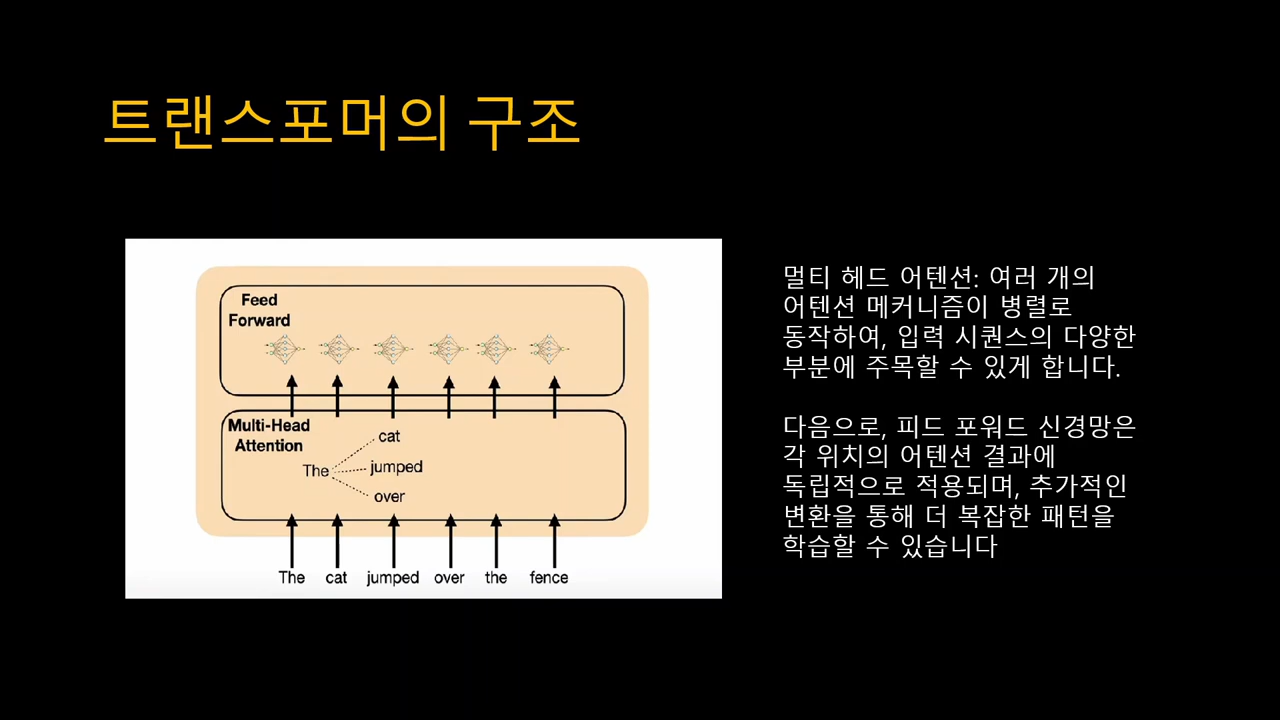 트랜스포머의 구조
Feed
Forward
Multi-Head
Attention
cat
The
jumped
over
The cat jumped over the fence
멀티 헤드 어텐션: 여러 개의
어텐션 메커니즘이 병렬로
동작하여, 입력 시퀀스의 다양한
부분에 주목할 수 있게 합니다.
다음으로, 피드 포워드 신경망은
각 위치의 어텐션 결과에
독립적으로 적용되며, 추가적인
변환을 통해 더 복잡한 패턴을
학습할 수 있습니다